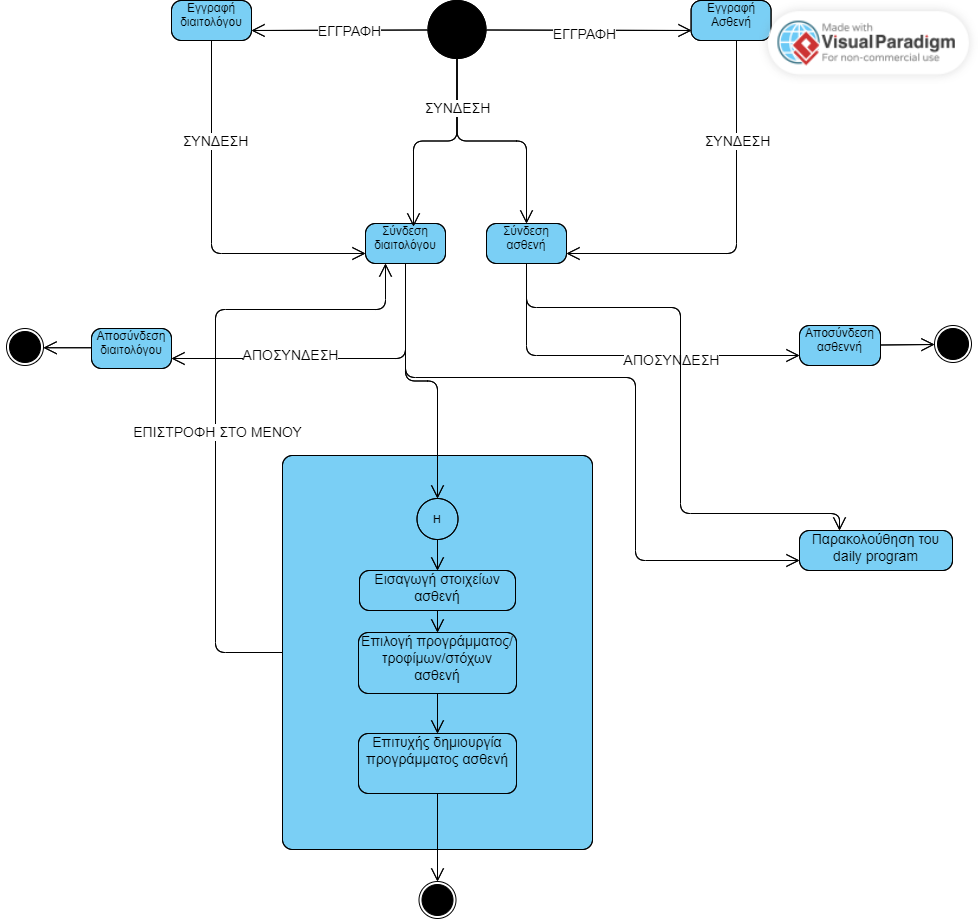 Εγγραφή
διαιτολόγου
ΕΓΓΡΑΦΗ
ΕΓΓΡΑΦΗ
Εγγραφή
Ασθενή
Made with
Visual Paradigm
For non-commercial use
ΣΥΝΔΕΣΗ
ΣΥΝΔΕΣΗ
ΣΥΝΔΕΣΗ
Σύνδεση
διαιτολόγου
Σύνδεση
ασθενή
Αποσύνδεση
διαιτολόγου
ΑΠΟΣΥΝΔΕΣΗ
ΑΠΟΣΥΝΔΕΣΗ
Αποσύνδεση
ασθεννή
ΕΠΙΣΤΡΟΦΗ ΣΤΟ ΜΕΝΟΥ
H
Παρακολούθηση του
daily program
Εισαγωγή στοιχείων
ασθενή
Επιλογή προγράμματος/
τροφίμων/στόχων
ασθενή
Επιτυχής δημιουργία
προγράμματος ασθενή